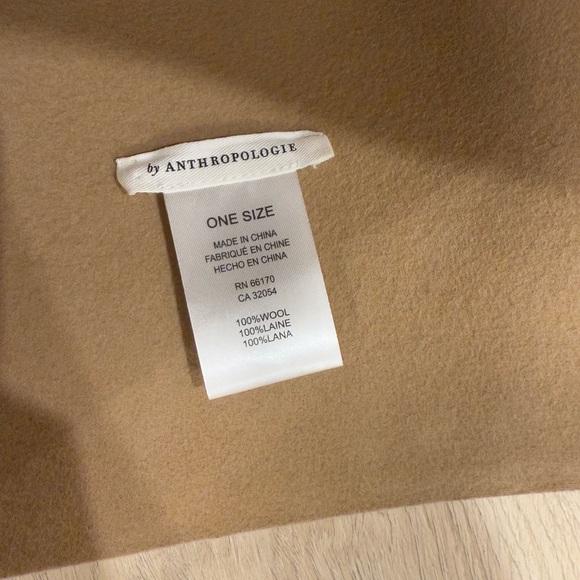 by ANTHROPOLOGIE
ONE SIZE
MADE IN CHINA
FABRIQUÉ EN CHINE
HECHO EN CHINA
RN 66170
CA 32054
100%WOOL
100%LAINE
100%LANA